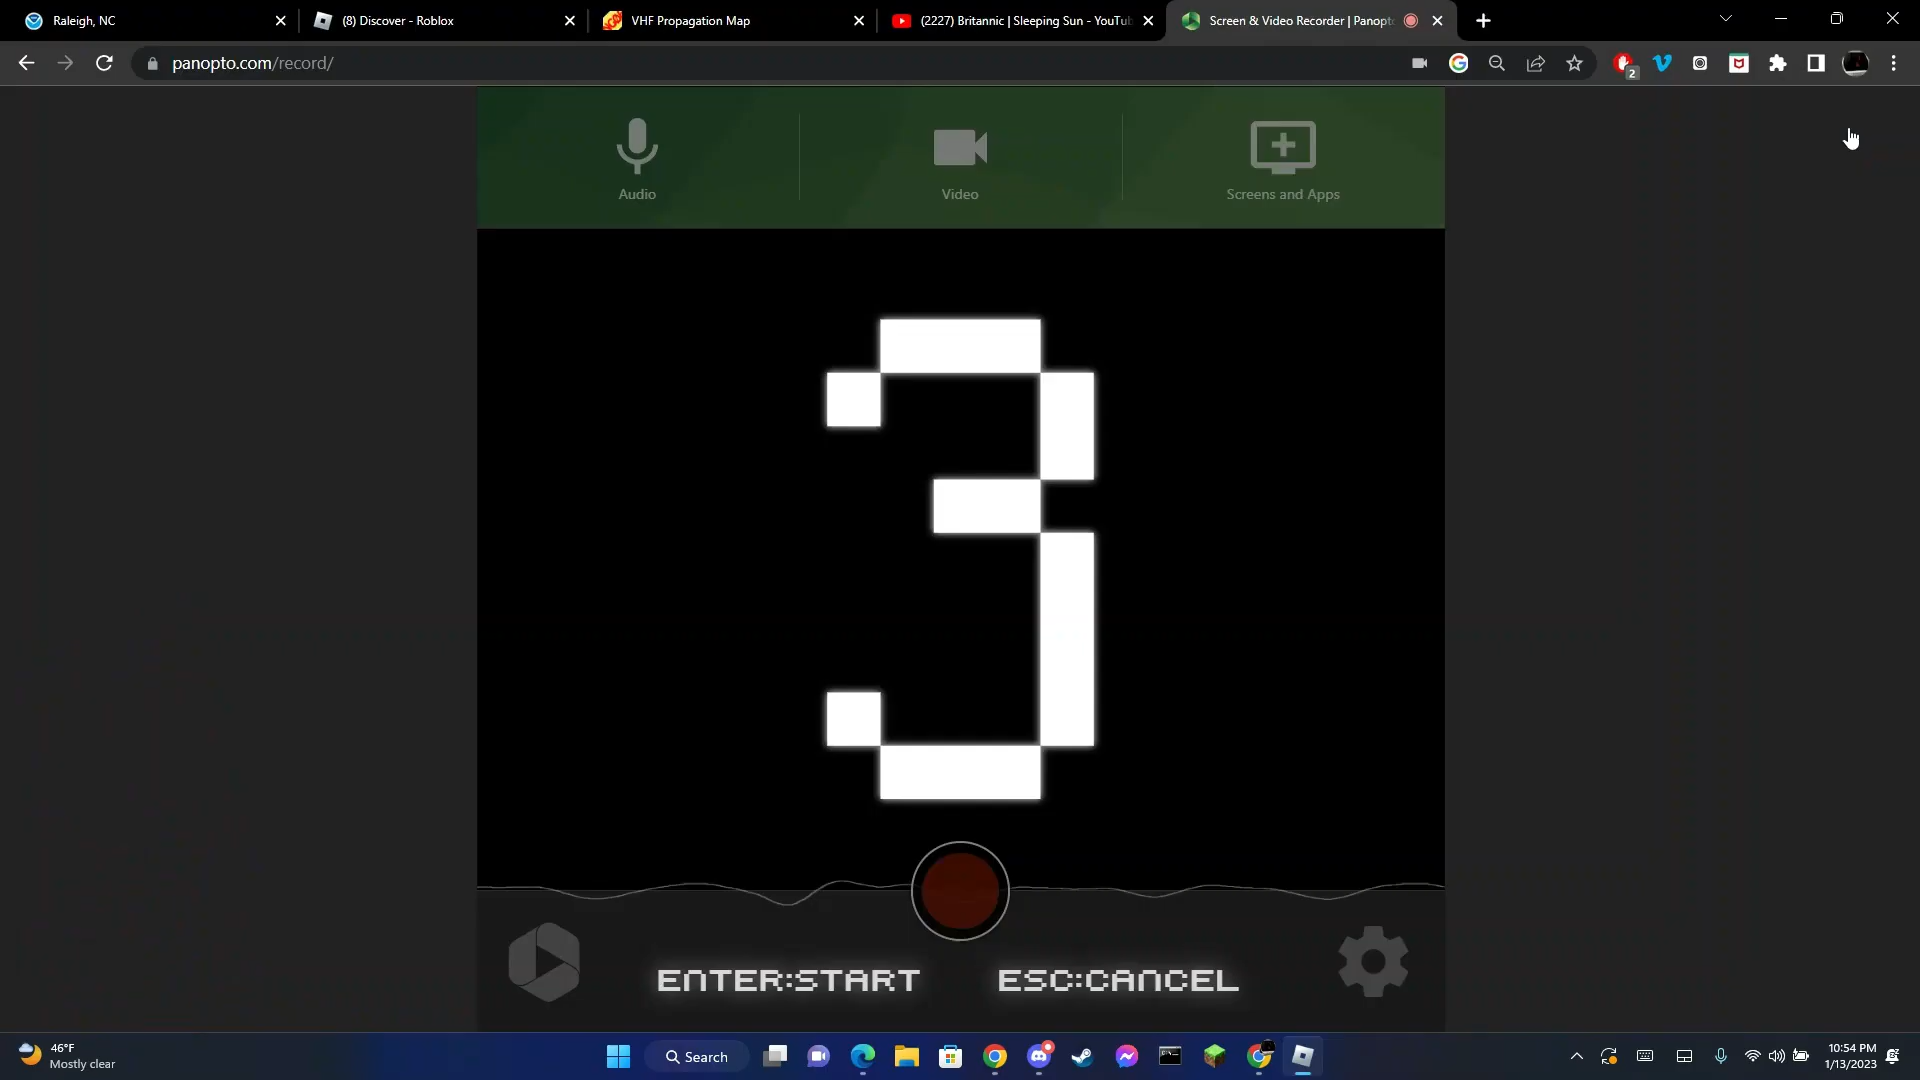 Raleigh, NC
(8) Discover - Roblox
VHF Propagation Map
(2227) Britannic | Sleeping Sun - YouTu
Screen & Video Recorder | Panopt
panopto.com/record/
2
Audio
Video
Screens and Apps
3
ENTER:START
ESC:CANCEL
46°F
Mostly clear
Search
10:54 PM
1/13/2023